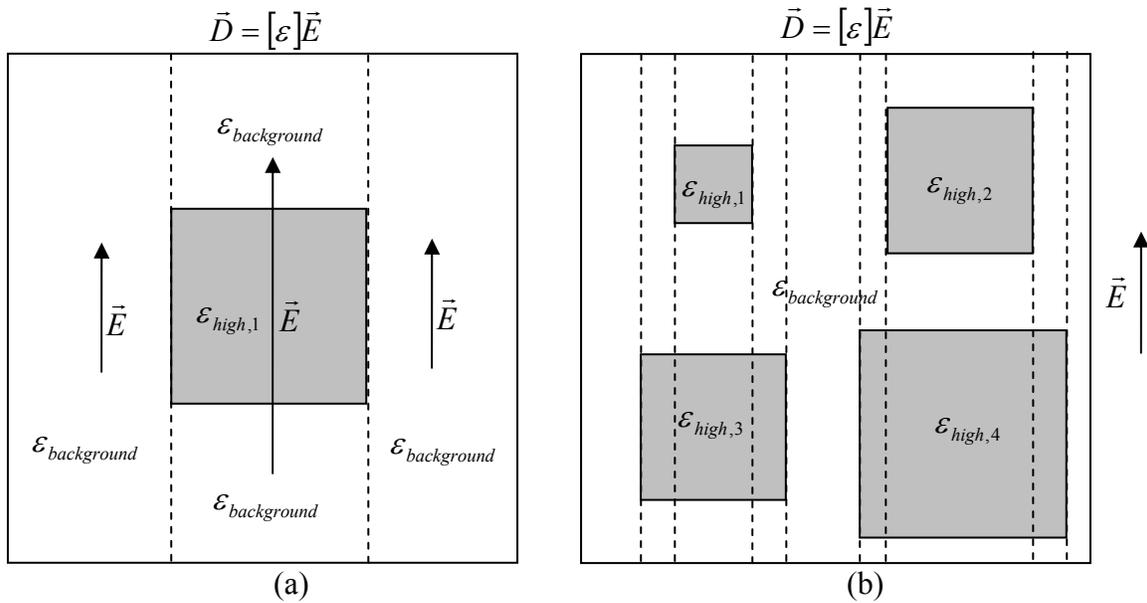 D⃗ = [ε]E⃗
ε_background
E⃗
ε_high,1
E⃗
E⃗
ε_background
ε_background
ε_background
(a)
D⃗ = [ε]E⃗
ε_high,1
ε_high,2
ε_background
E⃗
ε_high,3
ε_high,4
(b)